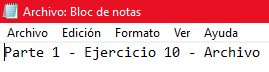 Archivo: Bloc de notas
Archivo Edición Formato Ver Ayuda
Parte 1 - Ejercicio 10 - Archivo